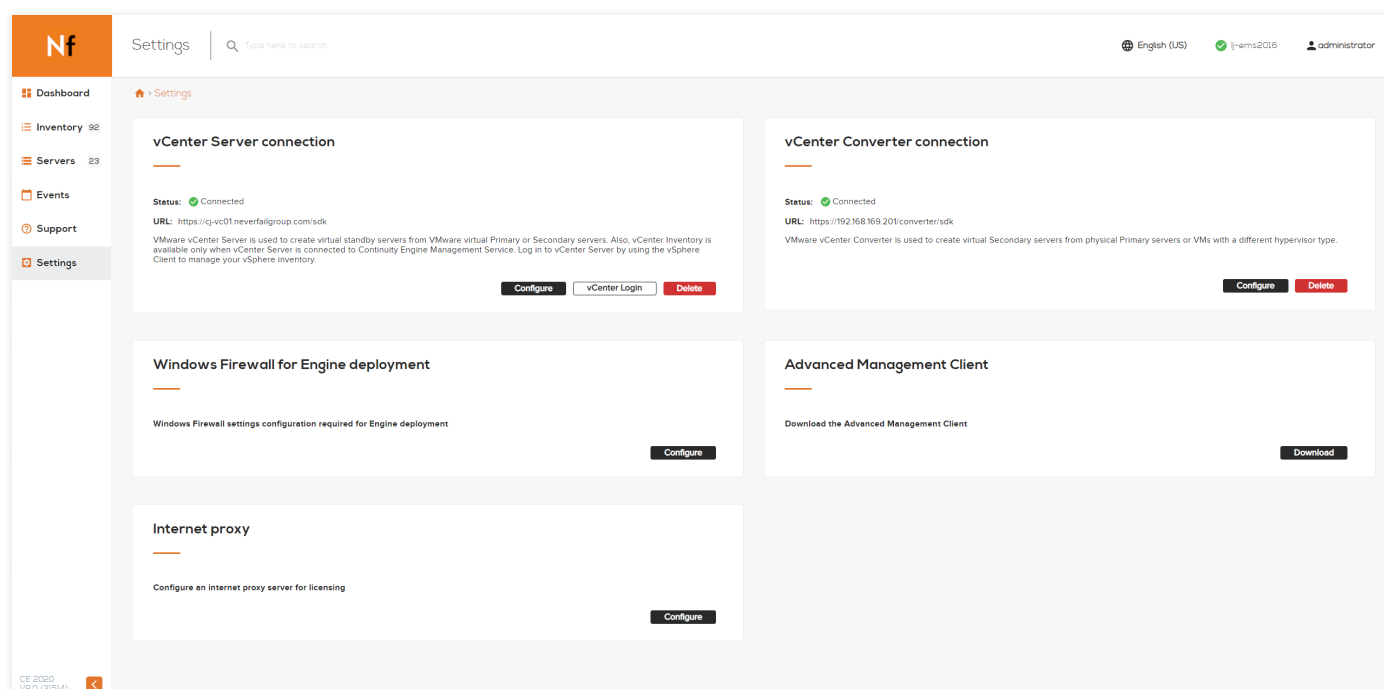 Nf
Settings
Type here to search
English (US)
lj-ems2016
administrator
Dashboard
Inventory 92
Servers 23
Events
Support
Settings
› Settings
vCenter Server connection
Status: Connected
URL: https://cj-vc01.neverfailgroup.com/sdk
VMware vCenter Server is used to create virtual standby servers from VMware virtual Primary or Secondary servers. Also, vCenter Inventory is
available only when vCenter Server is connected to Continuity Engine Management Service. Log in to vCenter Server by using the vSphere
Client to manage your vSphere inventory.
Configure
vCenter Login
Delete
vCenter Converter connection
Status: Connected
URL: https://192.168.169.201/converter/sdk
VMware vCenter Converter is used to create virtual Secondary servers from physical Primary servers or VMs with a different hypervisor type.
Configure
Delete
Windows Firewall for Engine deployment
Windows Firewall settings configuration required for Engine deployment
Configure
Advanced Management Client
Download the Advanced Management Client
Download
Internet proxy
Configure an internet proxy server for licensing
Configure
CE 2020